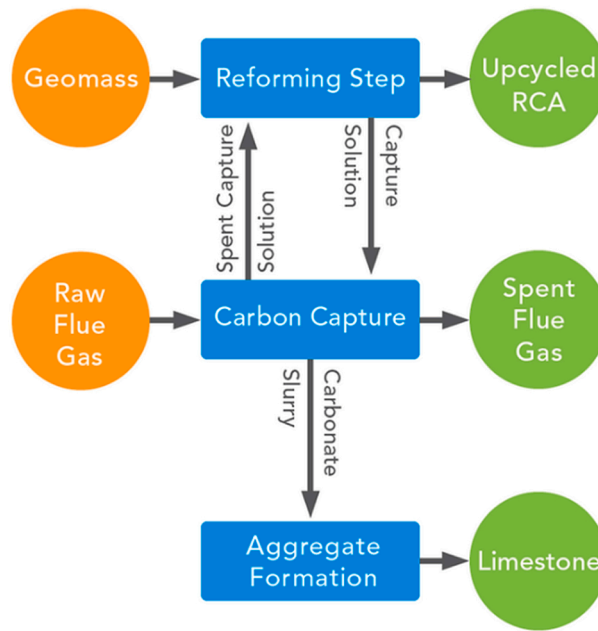 Geomass
Reforming Step
Upcycled
RCA
Spent Capture
Solution
Capture
Solution
Raw
Flue
Gas
Carbon Capture
Spent
Flue
Gas
Carbonate
Slurry
Aggregate
Formation
Limestone